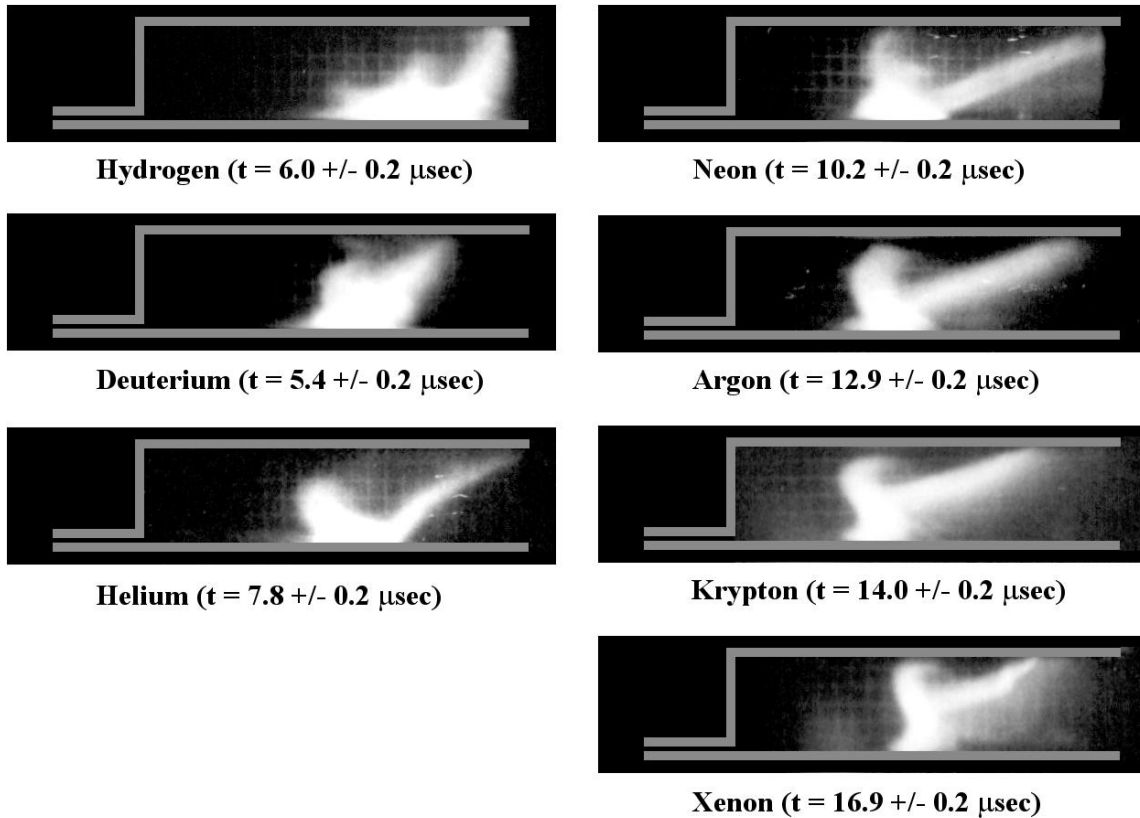 Hydrogen (t = 6.0 +/- 0.2 μsec)
Deuterium (t = 5.4 +/- 0.2 μsec)
Helium (t = 7.8 +/- 0.2 μsec)
Neon (t = 10.2 +/- 0.2 μsec)
Argon (t = 12.9 +/- 0.2 μsec)
Krypton (t = 14.0 +/- 0.2 μsec)
Xenon (t = 16.9 +/- 0.2 μsec)